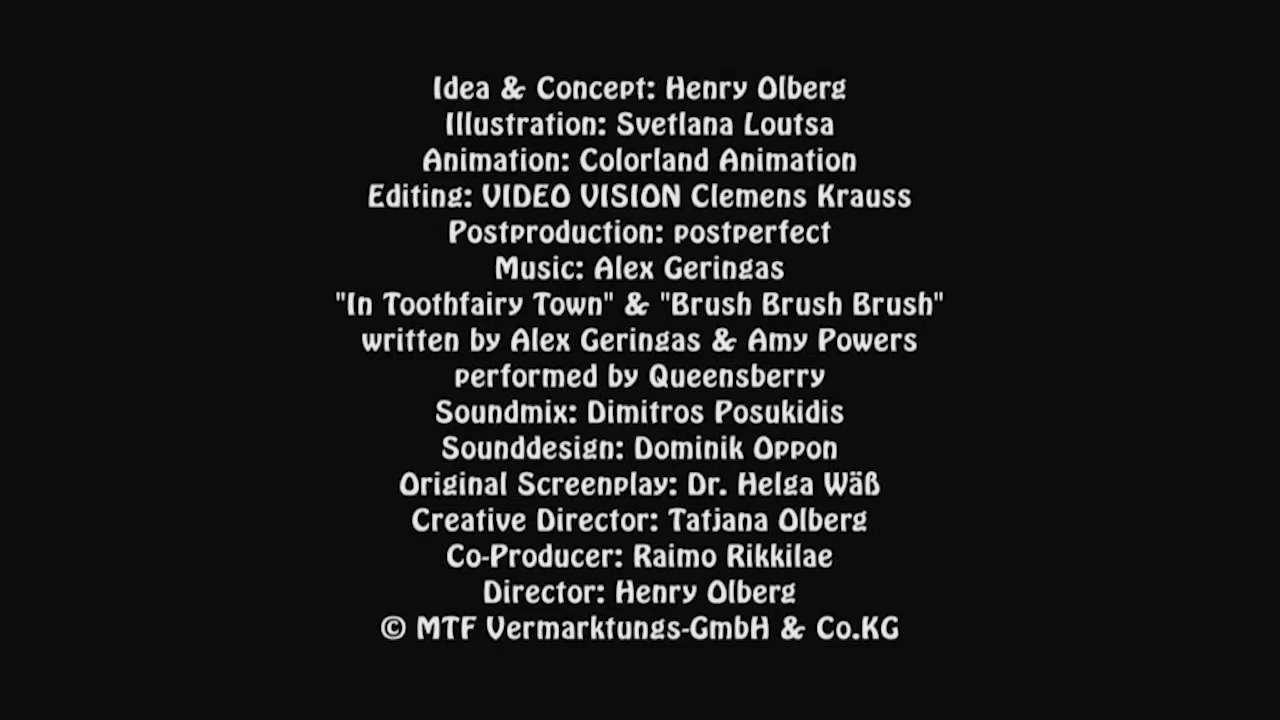 Idea & Concept: Henry Olberg
Illustration: Svetlana Loutsa
Animation: Colorland Animation
Editing: VIDEO VISION Clemens Krauss
Postproduction: postperfect
Music: Alex Geringas
"In Toothfairy Town" & "Brush Brush Brush"
written by Alex Geringas & Amy Powers
performed by Queensberry
Soundmix: Dimitros Posukidis
Sounddesign: Dominik Oppon
Original Screenplay: Dr. Helga Wäß
Creative Director: Tatjana Olberg
Co-Producer: Raimo Rikkilae
Director: Henry Olberg
© MTF Vermarktungs-GmbH & Co.KG